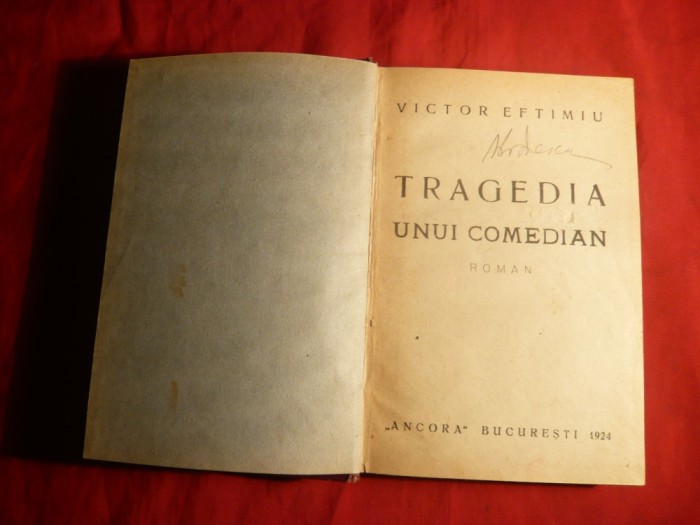 VICTOR EFTIMIU
TRAGEDIA
UNUI COMEDIAN
ROMAN
„ANCORA" BUCUREȘTI 1924